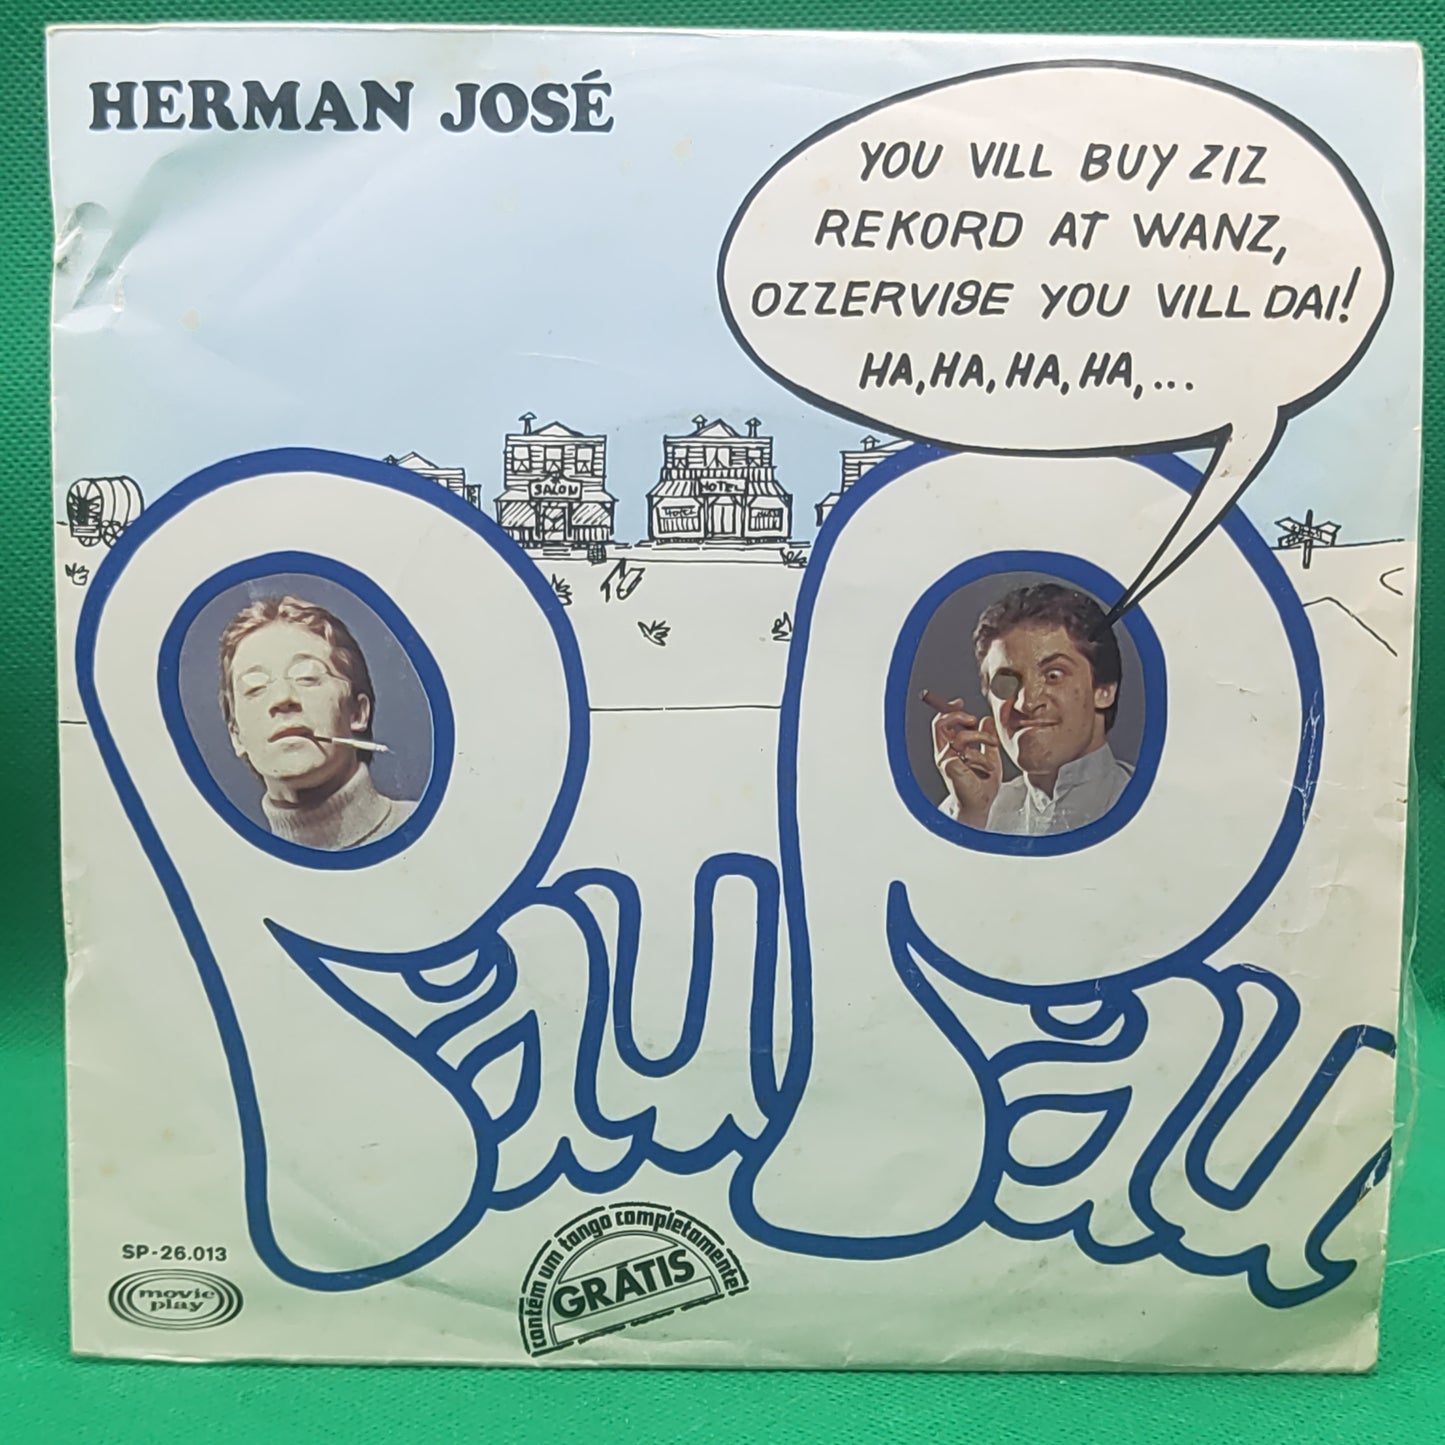 HERMAN JOSÉ
YOU VILL BUY ZIZ
REKORD AT WANZ,
OZZERVISE YOU VILL DAI!
HA, HA, HA, HA, ...
SALON
HOTEL
HOTEL
Pau Pau
SP-26.013
movie
play
contém um tango completamente
GRÁTIS